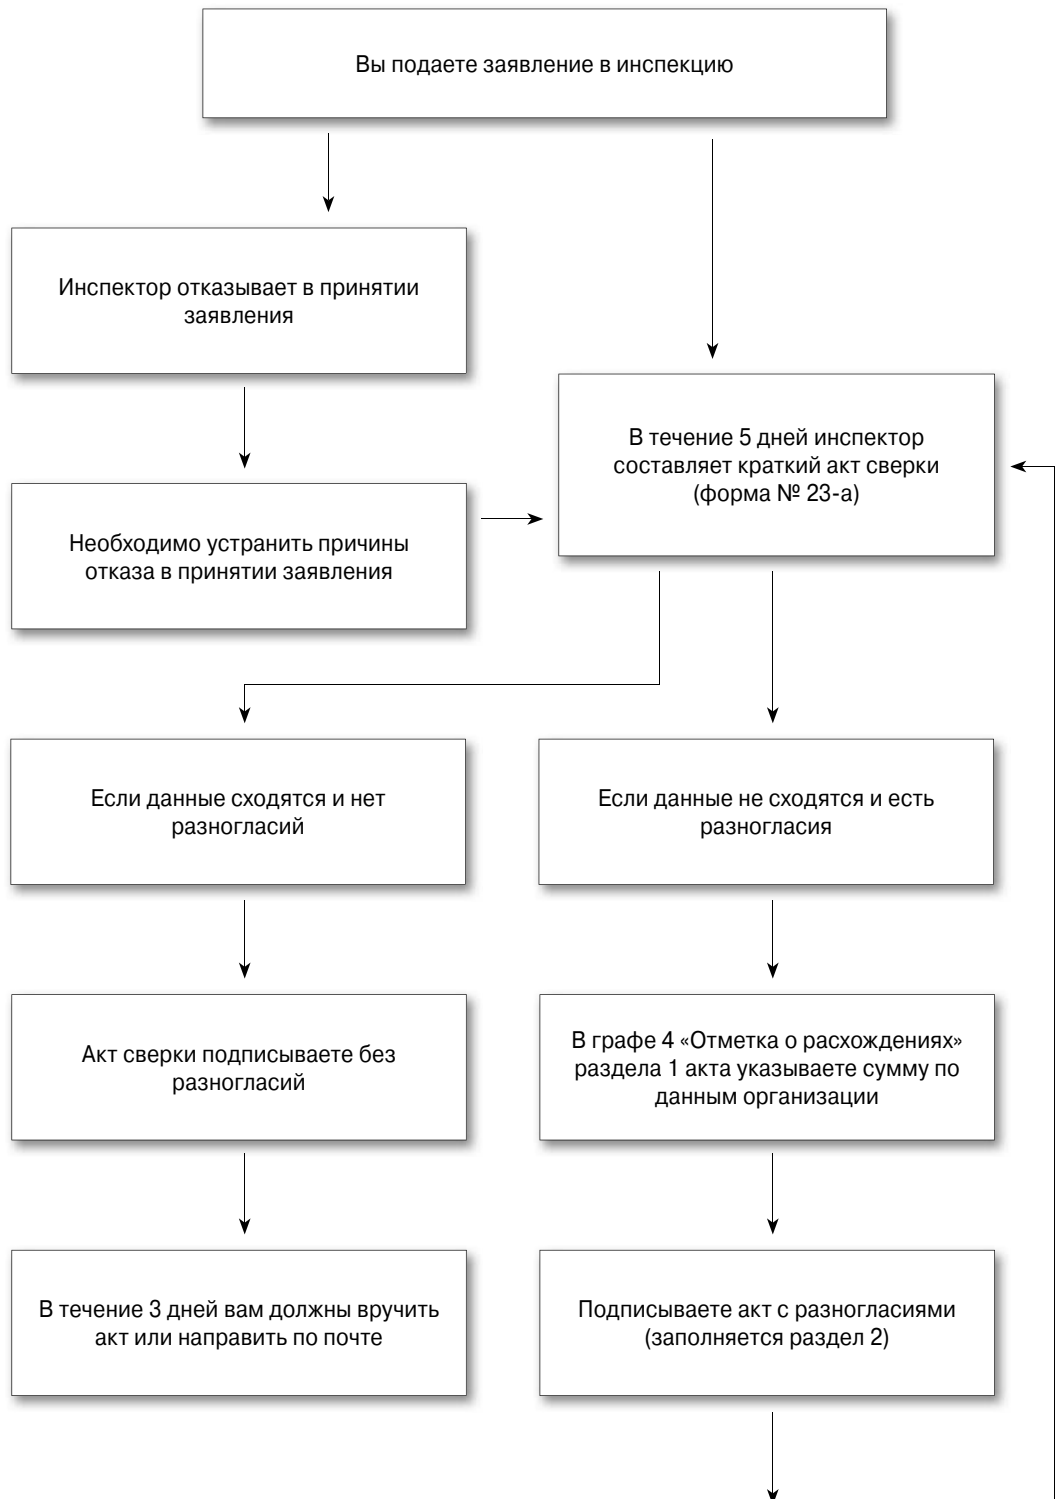 Вы подаете заявление в инспекцию
Инспектор отказывает в принятии
заявления
В течение 5 дней инспектор
составляет краткий акт сверки
(форма № 23-а)
Необходимо устранить причины
отказа в принятии заявления
Если данные сходятся и нет
разногласий
Если данные не сходятся и есть
разногласия
Акт сверки подписываете без
разногласий
В графе 4 «Отметка о расхождениях»
раздела 1 акта указываете сумму по
данным организации
В течение 3 дней вам должны вручить
акт или направить по почте
Подписываете акт с разногласиями
(заполняется раздел 2)